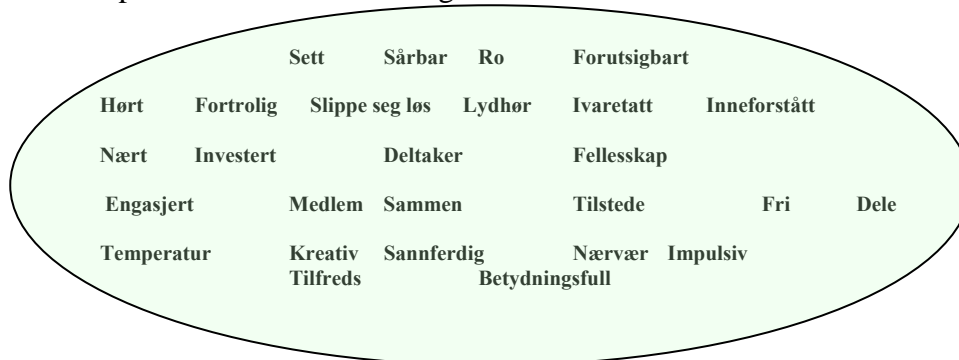 Sett Sårbar Ro Forutsigbart
Hørt Fortrolig Slippe seg løs Lydhør Ivaretatt Inneforstått
Nært Investert Deltaker Fellesskap
Engasjert Medlem Sammen Tilstede Fri Dele
Temperatur Kreativ Sannferdig Nærvær Impulsiv
Tilfreds Betydningsfull